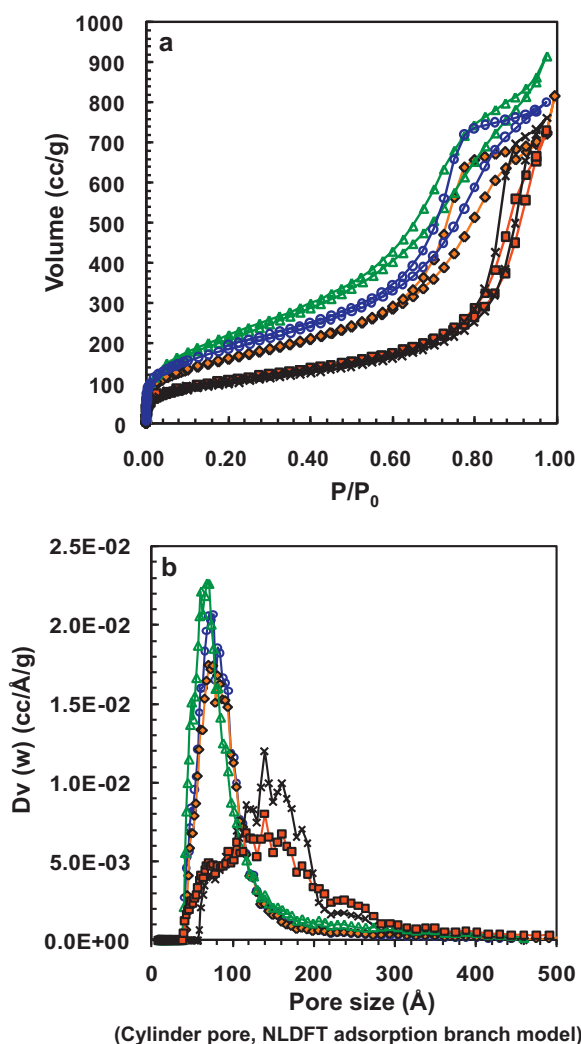 a
1000
900
800
700
600
500
400
300
200
100
0
Volume (cc/g)
0.00 0.20 0.40 0.60 0.80 1.00
P/P₀
b
2.5E-02
2.0E-02
1.5E-02
1.0E-02
5.0E-03
0.0E+00
Dv (w) (cc/Å/g)
0 100 200 300 400 500
Pore size (Å)
(Cylinder pore, NLDFT adsorption branch model)